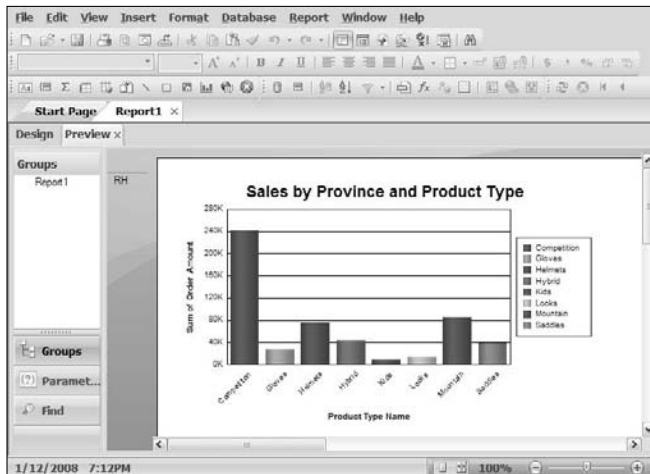 File Edit View Insert Format Database Report Window Help
A A B I U A $ , %
Start Page Report1 ×
Design Preview ×
Groups
Report1
RH
Groups
Paramet...
Find
Sales by Province and Product Type
Sum of Order Amount
280K
240K
200K
160K
120K
80K
40K
0K
Competition
Gloves
Helmets
Hybrid
Kids
Locks
Mountain
Saddles
Product Type Name
Competition
Gloves
Helmets
Hybrid
Kids
Locks
Mountain
Saddles
1/12/2008 7:12PM 100%